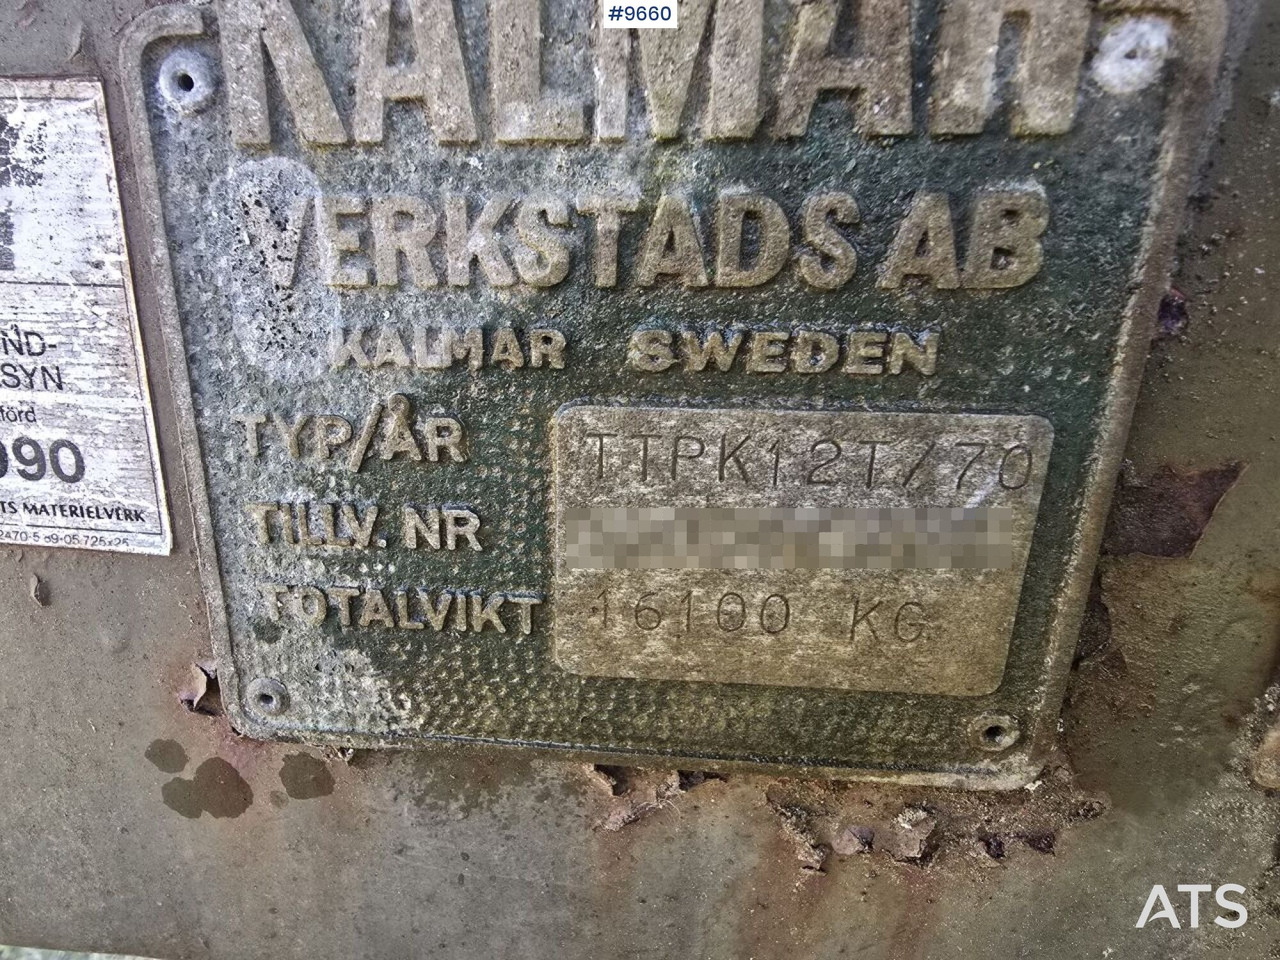 #9660
KALMAR
VERKSTADS AB
KALMAR SWEDEN
TYP/ÅR TTPK12T/70
TILLV. NR
TOTALVIKT 16100 KG
ND-
SYN
förd
990
TS MATERIELVERK
ATS